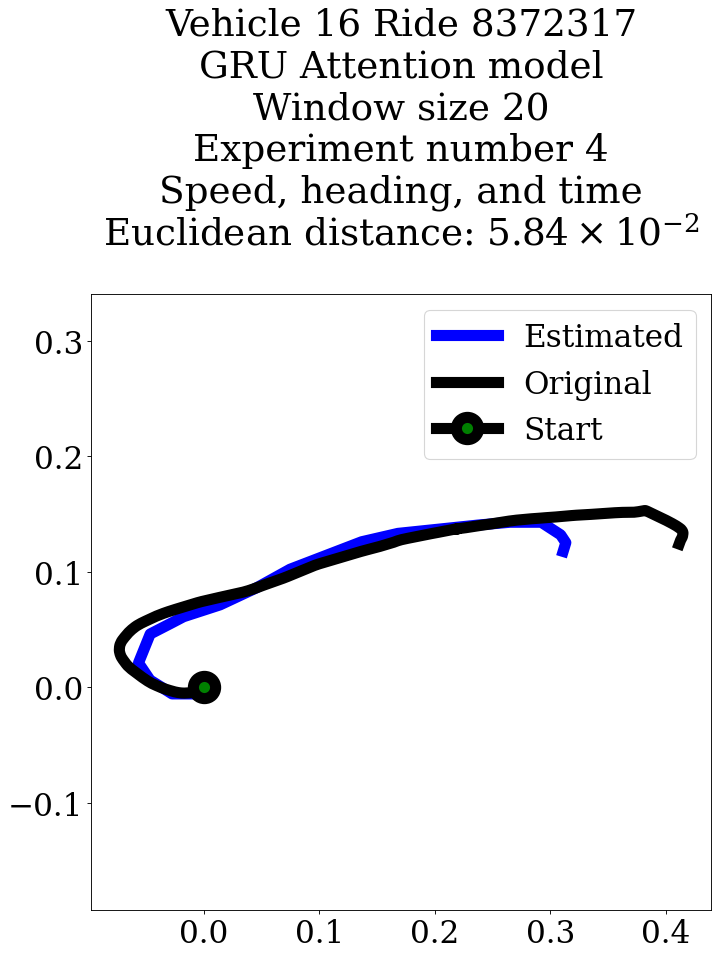 Vehicle 16 Ride 8372317
GRU Attention model
Window size 20
Experiment number 4
Speed, heading, and time
Euclidean distance: 5.84 × 10⁻²
Estimated
Original
Start
0.3
0.2
0.1
0.0
−0.1
0.0 0.1 0.2 0.3 0.4